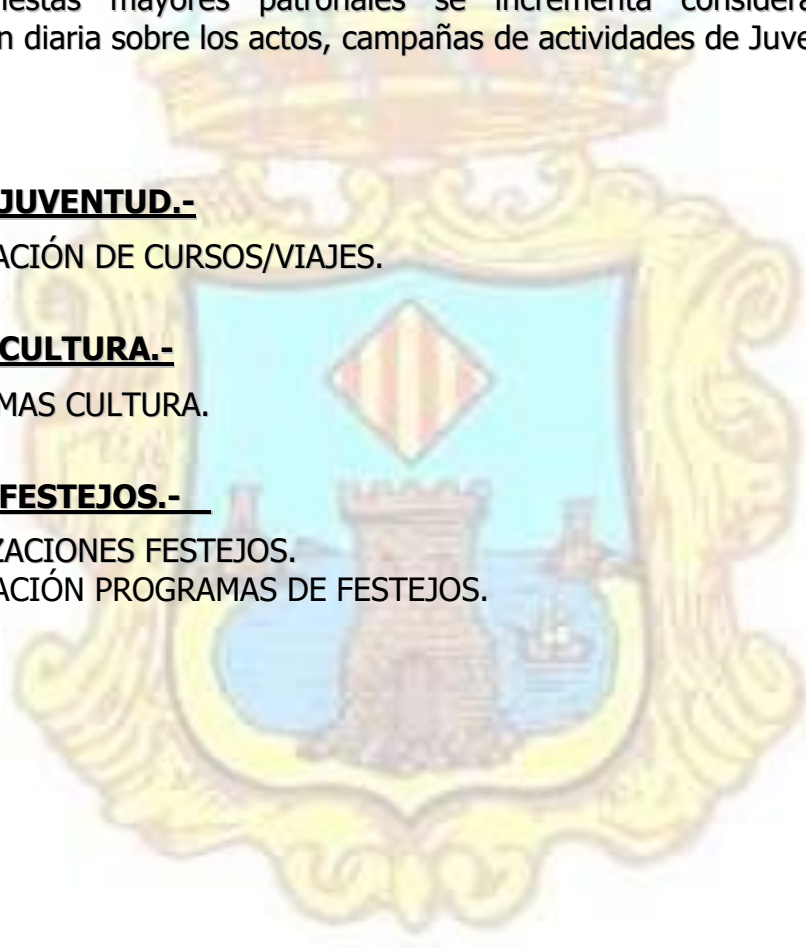 iestas mayores patronales se incrementa considera
n diaria sobre los actos, campañas de actividades de Juve
JUVENTUD.-
ACIÓN DE CURSOS/VIAJES.
CULTURA.-
MAS CULTURA.
FESTEJOS.-
ZACIONES FESTEJOS.
ACIÓN PROGRAMAS DE FESTEJOS.